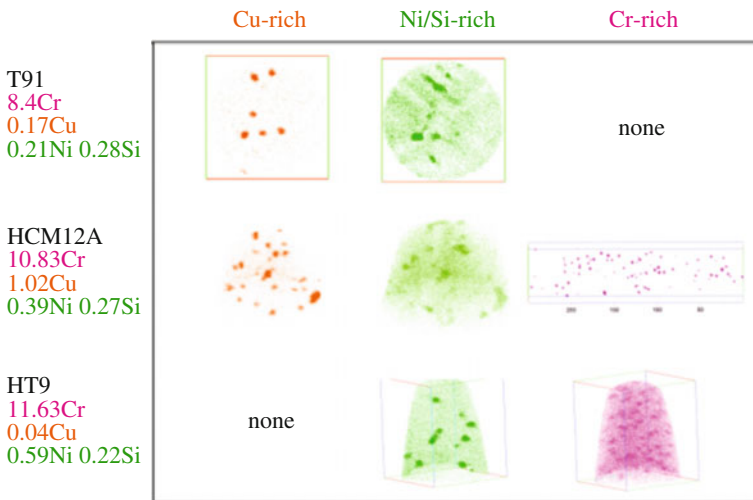 Cu-rich Ni/Si-rich Cr-rich
T91
8.4Cr
0.17Cu
0.21Ni 0.28Si
none
HCM12A
10.83Cr
1.02Cu
0.39Ni 0.27Si
HT9
11.63Cr
0.04Cu
0.59Ni 0.22Si
none